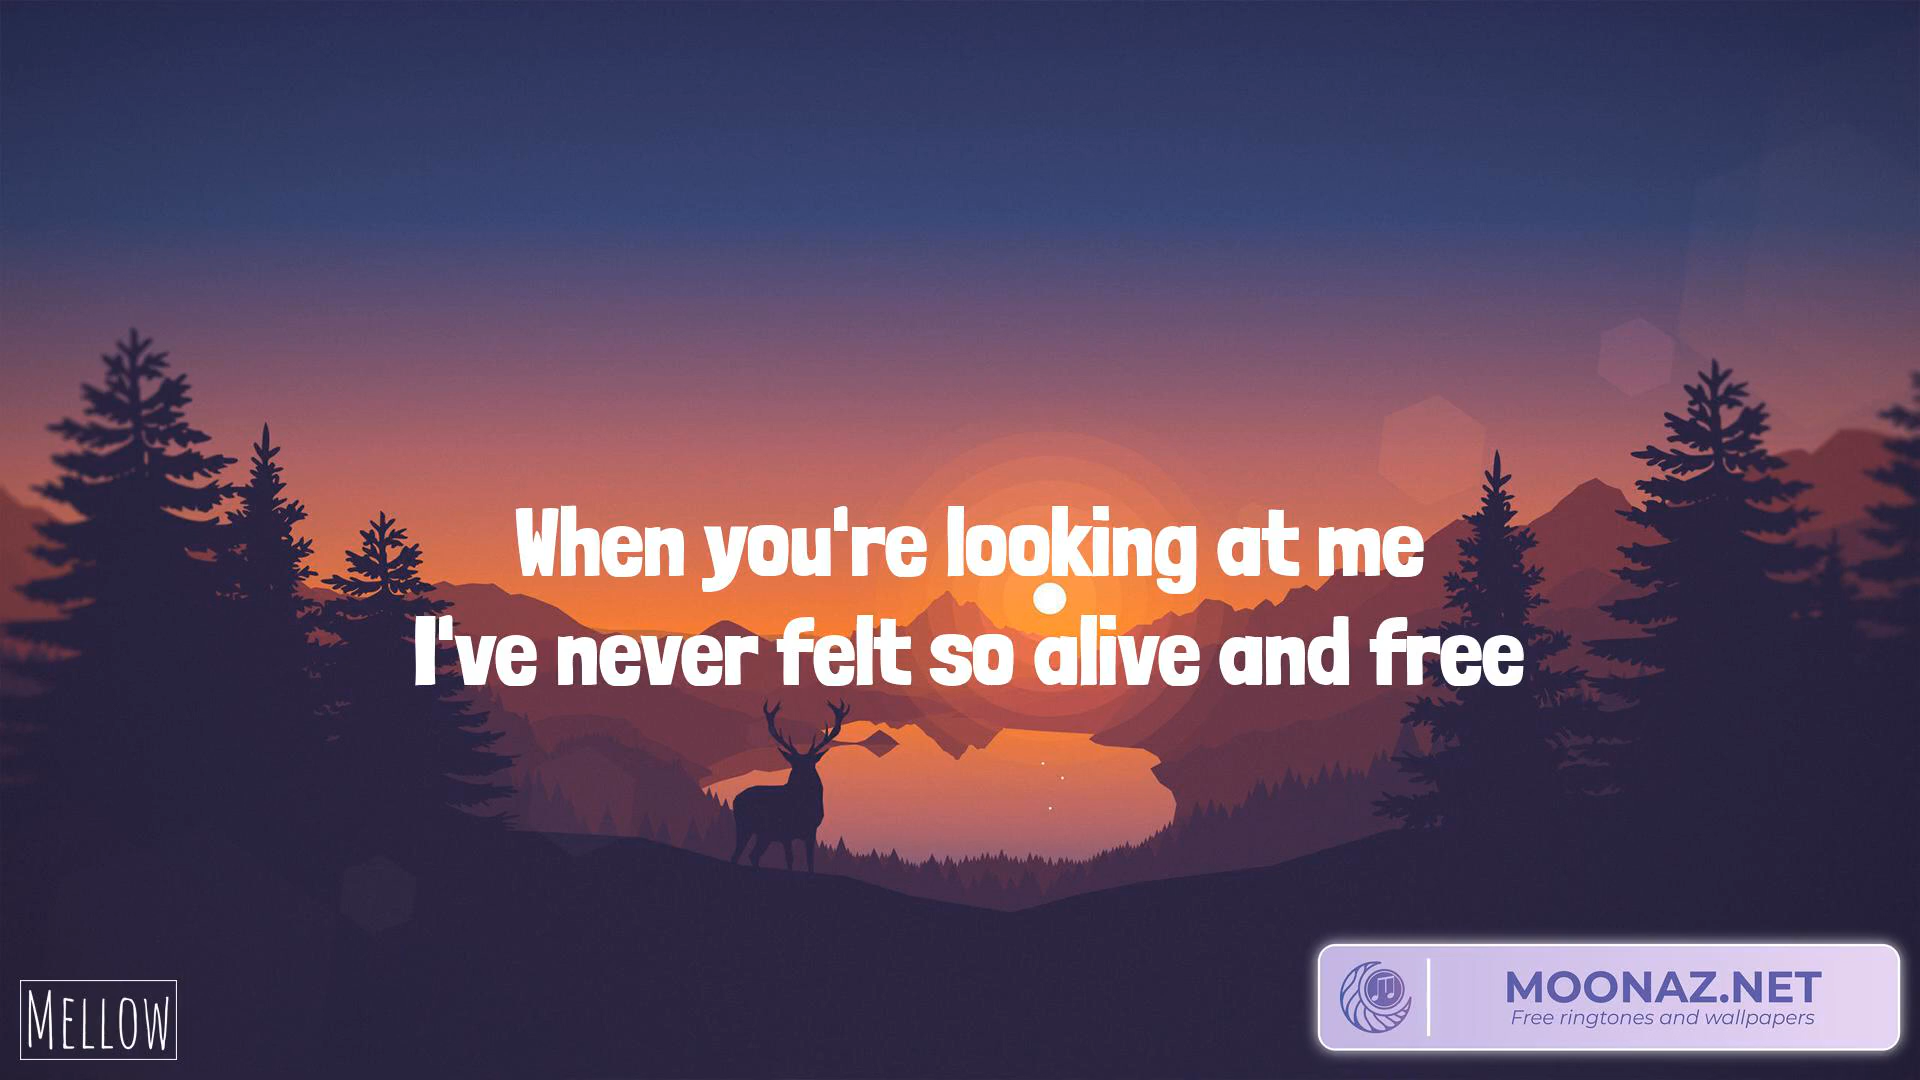 When you're looking at me
I've never felt so alive and free
MELLOW
MOONAZ.NET
Free ringtones and wallpapers